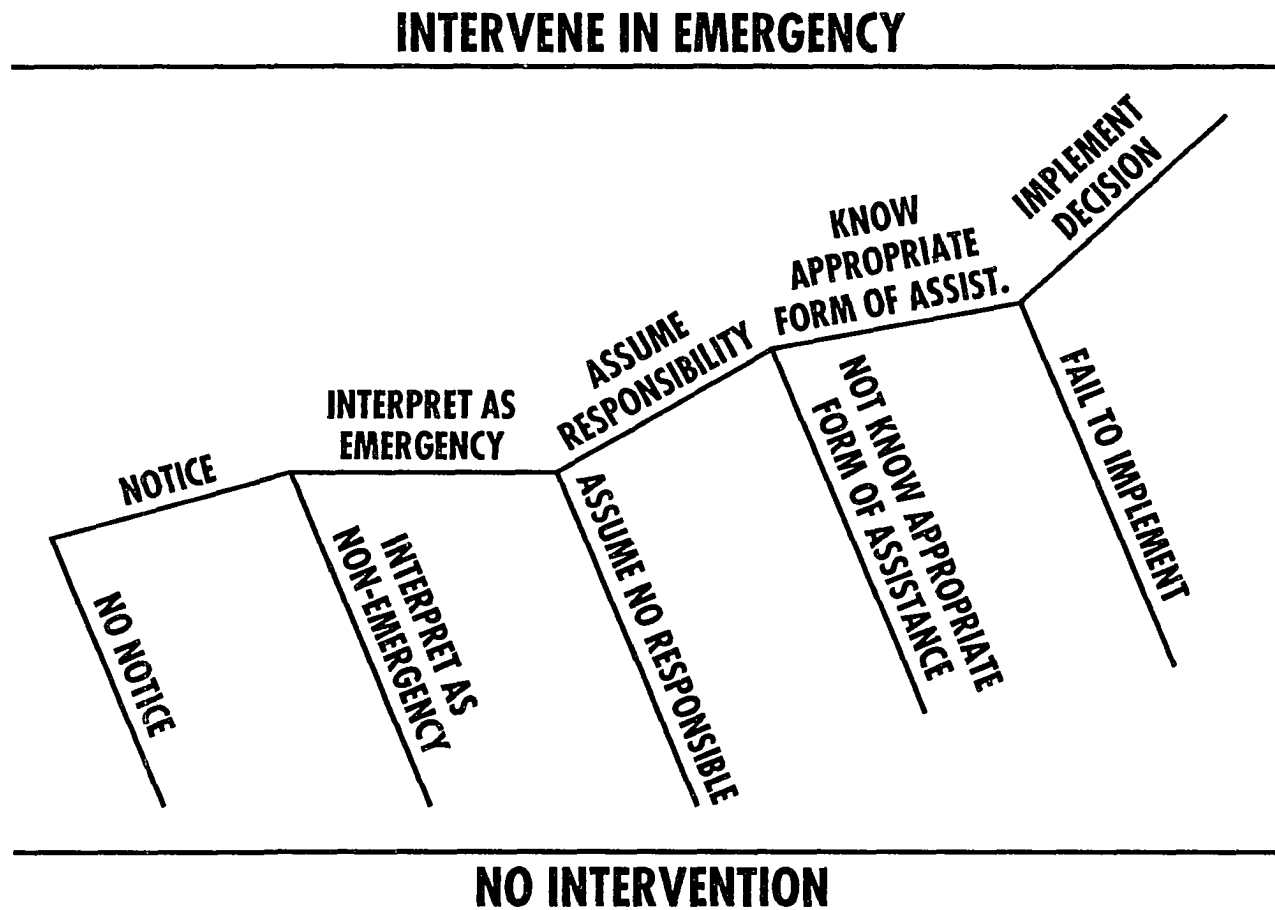 INTERVENE IN EMERGENCY
NOTICE
NO NOTICE
INTERPRET AS
EMERGENCY
INTERPRET AS
NON-EMERGENCY
ASSUME
RESPONSIBILITY
ASSUME NO RESPONSIBLE
KNOW
APPROPRIATE
FORM OF ASSIST.
NOT KNOW APPROPRIATE
FORM OF ASSISTANCE
IMPLEMENT
DECISION
FAIL TO IMPLEMENT
NO INTERVENTION